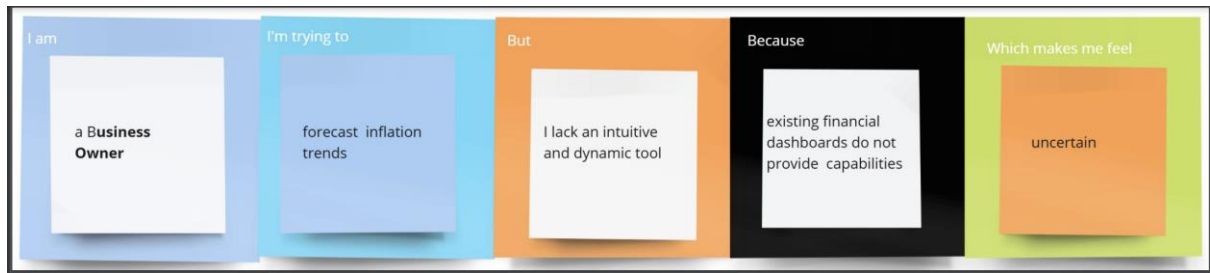 I am
a Business
Owner
I'm trying to
forecast inflation
trends
But
I lack an intuitive
and dynamic tool
Because
existing financial
dashboards do not
provide capabilities
Which makes me feel
uncertain